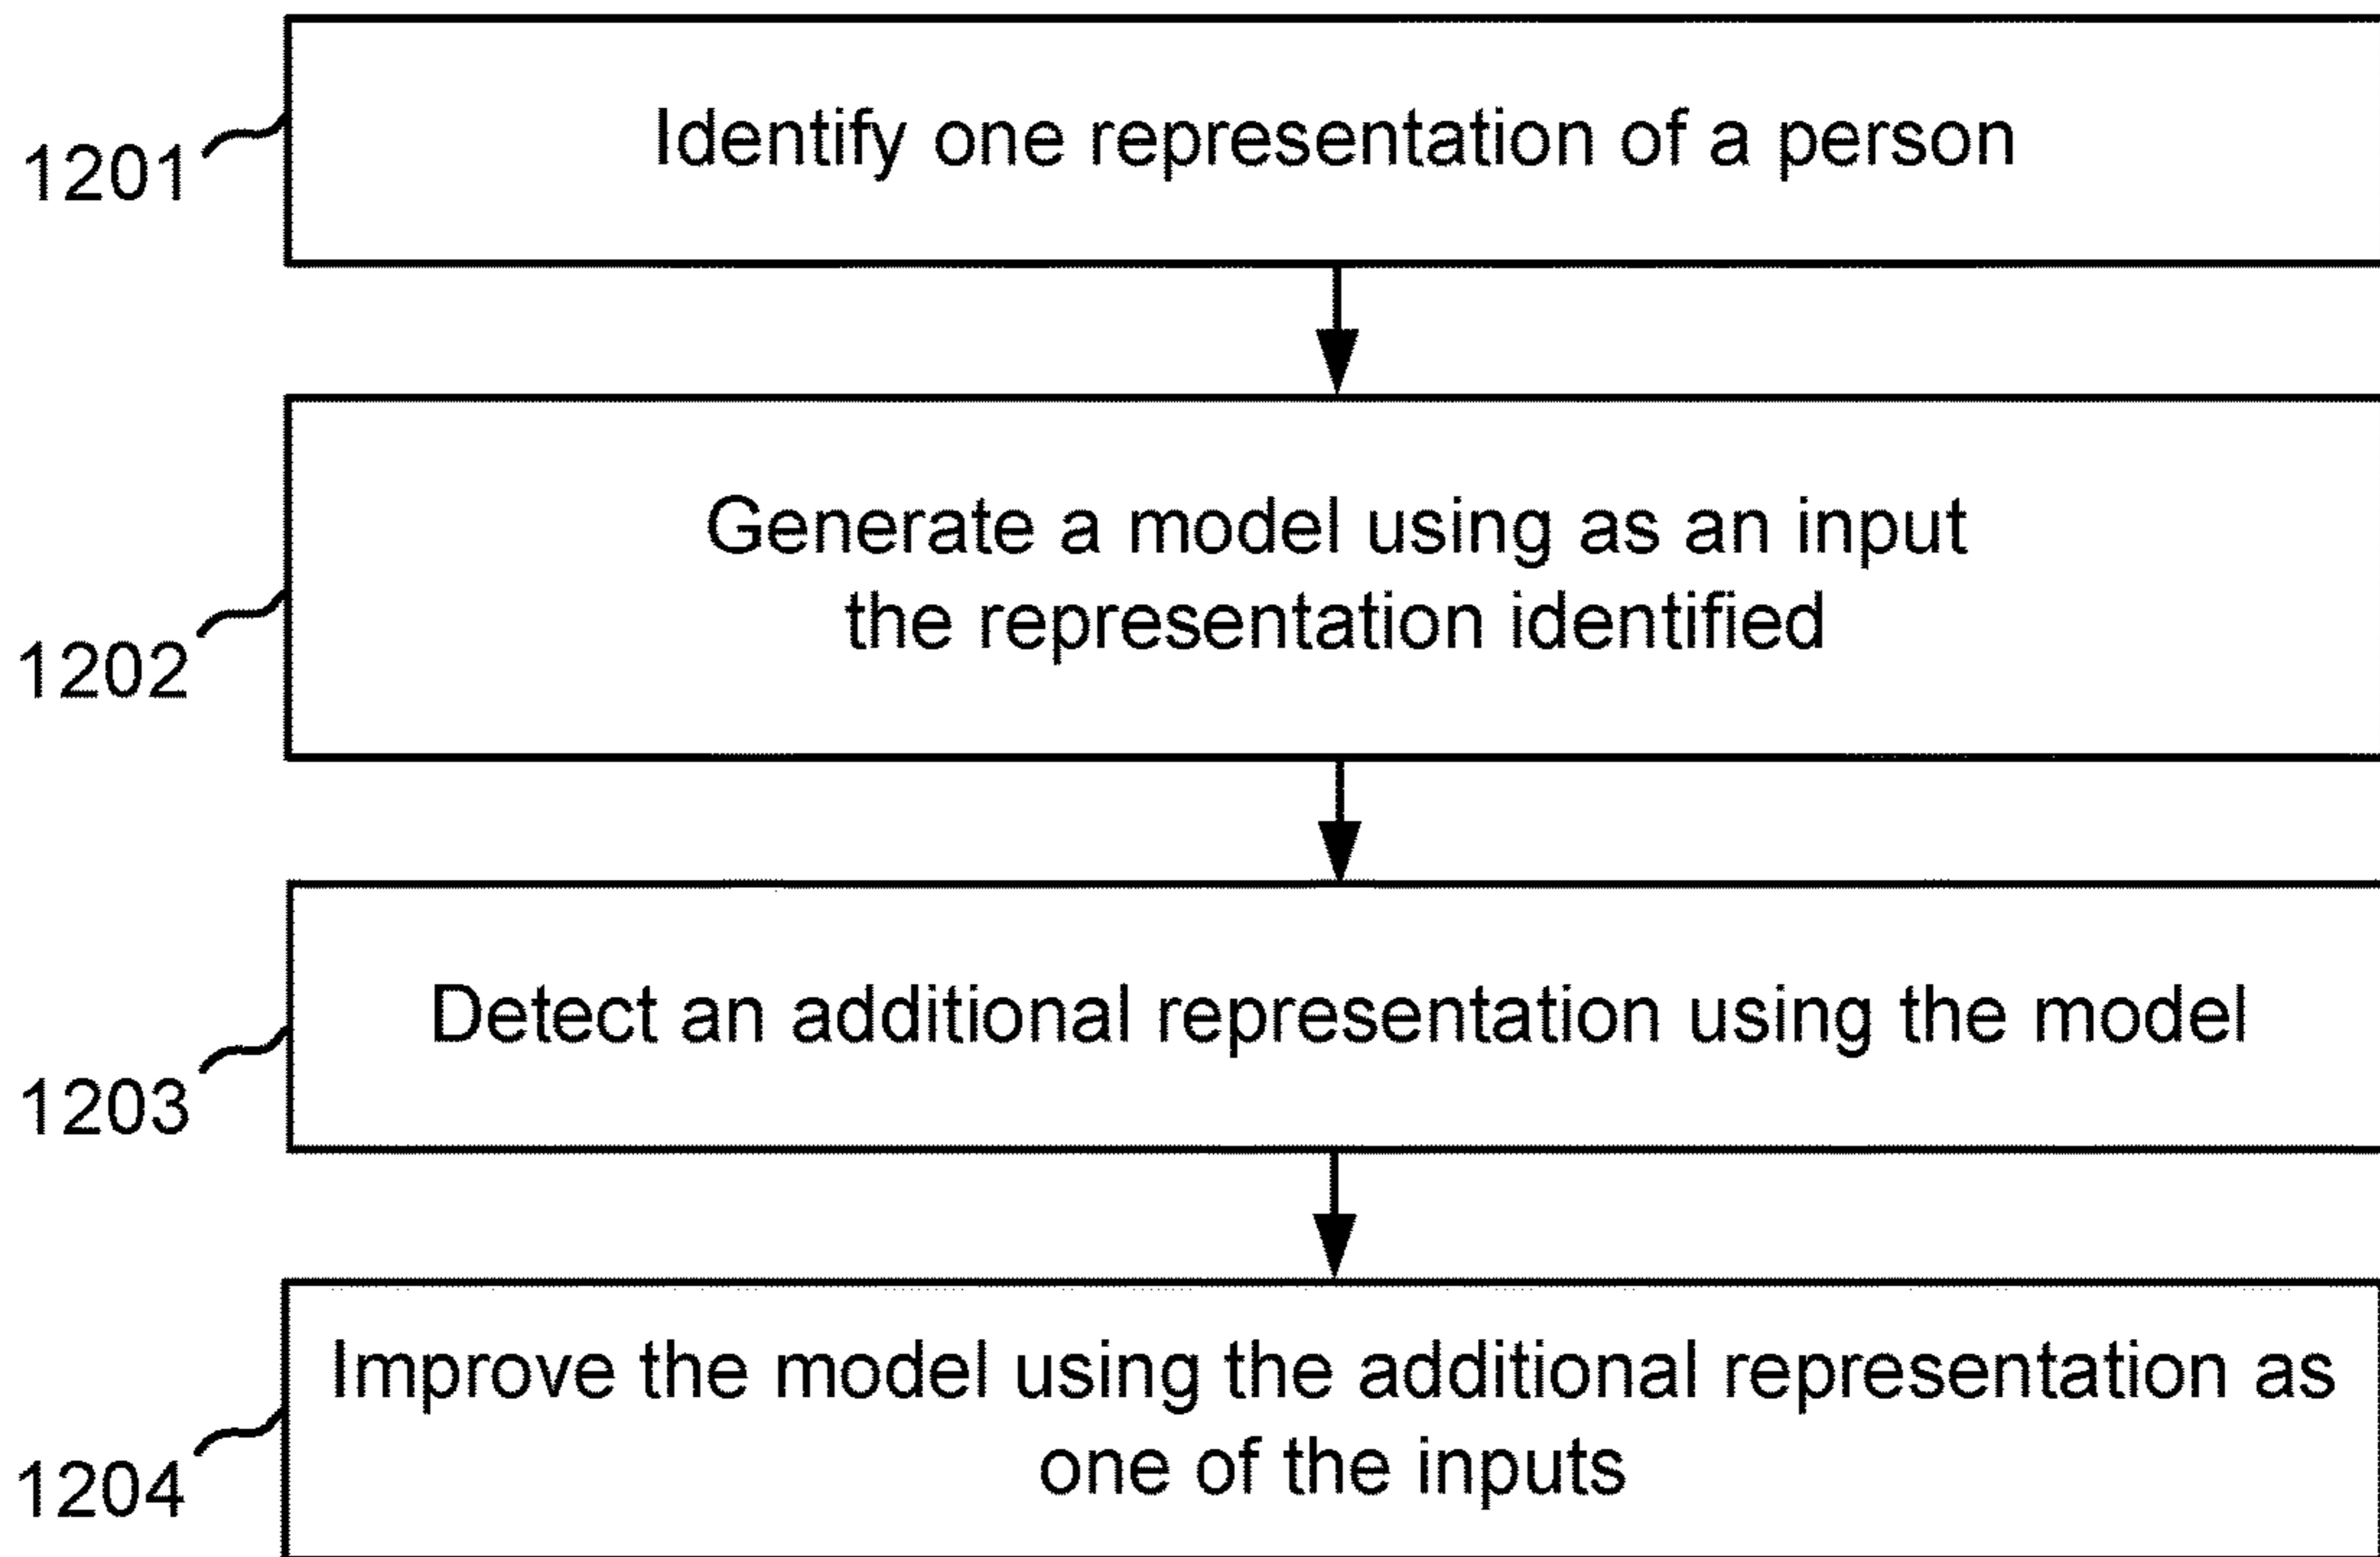 1201
Identify one representation of a person
1202
Generate a model using as an input
the representation identified
1203
Detect an additional representation using the model
1204
Improve the model using the additional representation as
one of the inputs